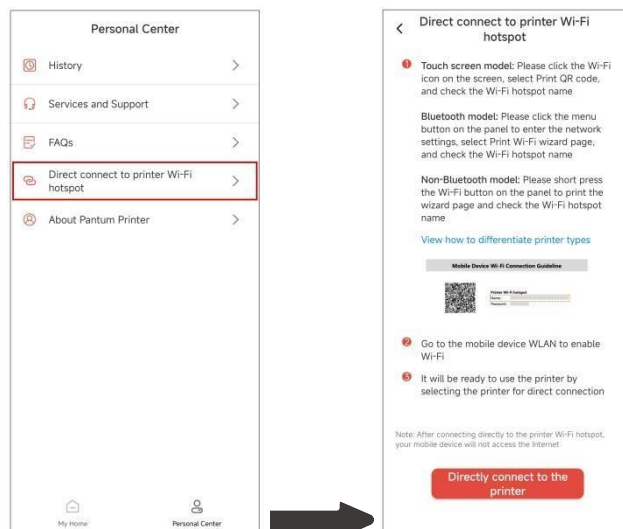 Personal Center
History
Services and Support
FAQs
Direct connect to printer Wi-Fi
hotspot
About Pantum Printer
My Home
Personal Center
Direct connect to printer Wi-Fi
hotspot
1 Touch screen model: Please click the Wi-Fi
icon on the screen, select Print QR code,
and check the Wi-Fi hotspot name
Bluetooth model: Please click the menu
button on the panel to enter the network
settings, select Print Wi-Fi wizard page,
and check the Wi-Fi hotspot name
Non-Bluetooth model: Please short press
the Wi-Fi button on the panel to print the
wizard page and check the Wi-Fi hotspot
name
View how to differentiate printer types
Mobile Device Wi-Fi Connection Guideline
Printer Wi-Fi hotspot
Name:
Password:
2 Go to the mobile device WLAN to enable
Wi-Fi
3 It will be ready to use the printer by
selecting the printer for direct connection
Note: After connecting directly to the printer Wi-Fi hotspot,
your mobile device will not access the Internet
Directly connect to the
printer